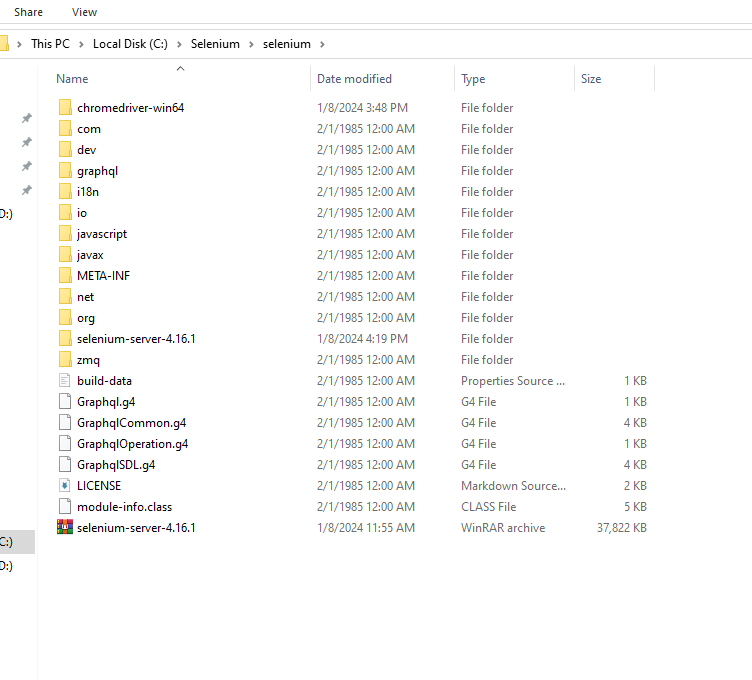 Share View
This PC > Local Disk (C:) > Selenium > selenium >
Name Date modified Type Size
chromedriver-win64 1/8/2024 3:48 PM File folder
com 2/1/1985 12:00 AM File folder
dev 2/1/1985 12:00 AM File folder
graphql 2/1/1985 12:00 AM File folder
i18n 2/1/1985 12:00 AM File folder
io 2/1/1985 12:00 AM File folder
D:)
javascript 2/1/1985 12:00 AM File folder
javax 2/1/1985 12:00 AM File folder
META-INF 2/1/1985 12:00 AM File folder
net 2/1/1985 12:00 AM File folder
org 2/1/1985 12:00 AM File folder
selenium-server-4.16.1 1/8/2024 4:19 PM File folder
zmq 2/1/1985 12:00 AM File folder
build-data 2/1/1985 12:00 AM Properties Source ... 1 KB
Graphql.g4 2/1/1985 12:00 AM G4 File 1 KB
GraphqlCommon.g4 2/1/1985 12:00 AM G4 File 4 KB
GraphqlOperation.g4 2/1/1985 12:00 AM G4 File 1 KB
GraphqlSDL.g4 2/1/1985 12:00 AM G4 File 4 KB
LICENSE 2/1/1985 12:00 AM Markdown Source... 2 KB
module-info.class 2/1/1985 12:00 AM CLASS File 5 KB
selenium-server-4.16.1 1/8/2024 11:55 AM WinRAR archive 37,822 KB
C:)
D:)